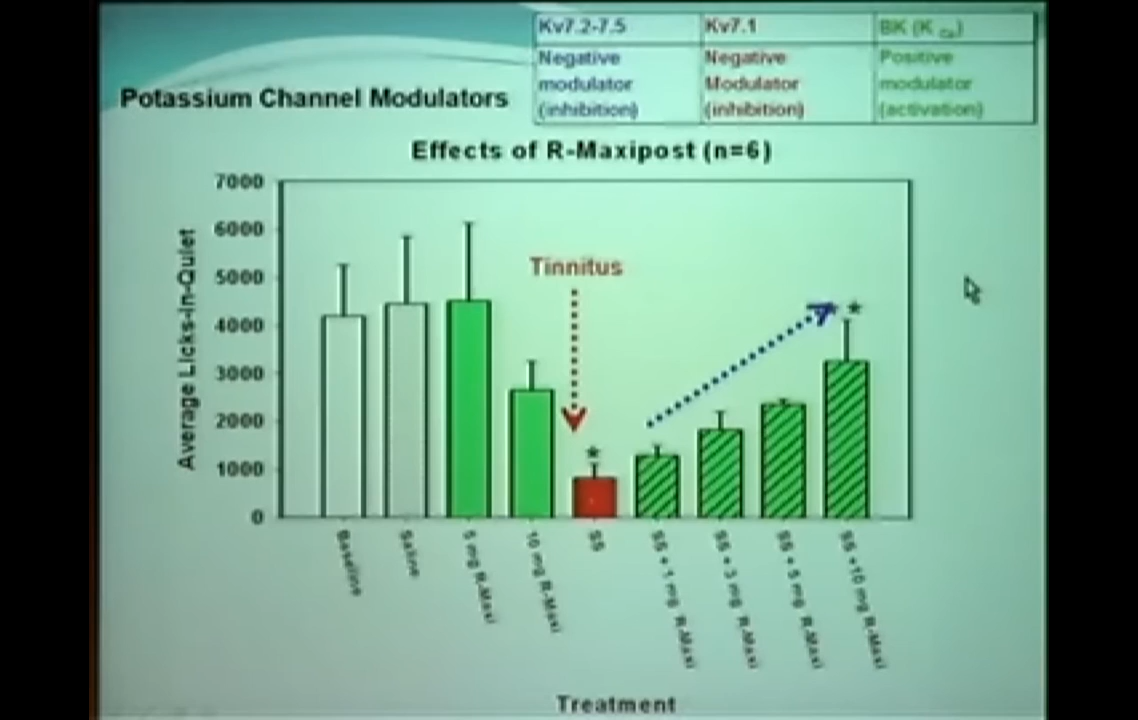 Kv7.2-7.5 Kv7.1 BK (K Ca)
Negative modulator (inhibition) Negative Modulator (inhibition) Positive modulator (activation)
Potassium Channel Modulators
Effects of R-Maxipost (n=6)
Average Licks-in-Quiet
7000
6000
5000
4000
3000
2000
1000
0
Tinnitus
*
* *
Baseline
Saline
5 mg R-Maxi
10 mg R-Maxi
SS
SS + 1 mg R-Maxi
SS + 3 mg R-Maxi
SS + 5 mg R-Maxi
SS +10 mg R-Maxi
Treatment